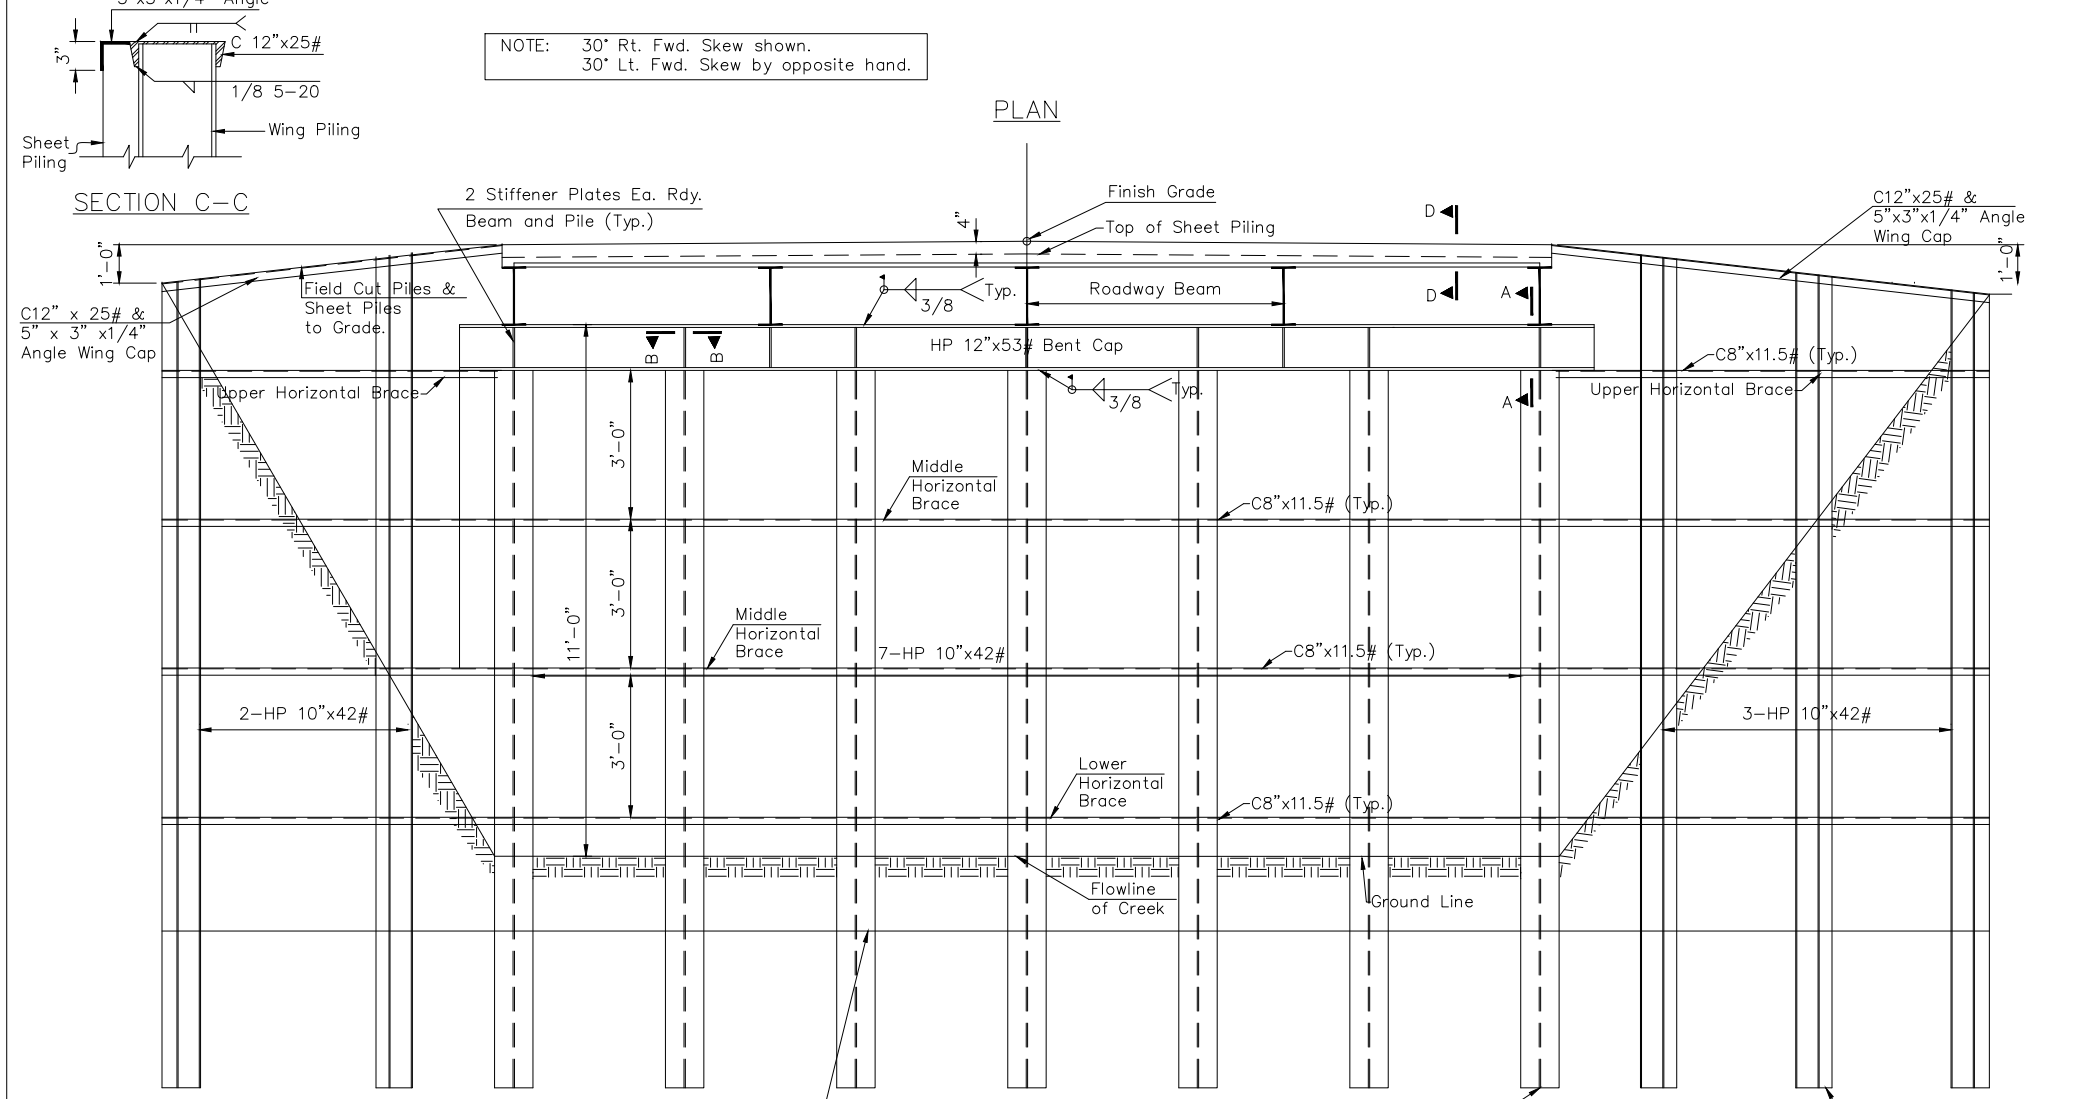 5"x3"x1/4" Angle
C 12"x25#
3"
1/8 5-20
Wing Piling
Sheet
Piling
SECTION C-C
NOTE: 30° Rt. Fwd. Skew shown.
30° Lt. Fwd. Skew by opposite hand.
PLAN
2 Stiffener Plates Ea. Rdy.
Beam and Pile (Typ.)
Finish Grade
4"
Top of Sheet Piling
D
C12"x25# &
5"x3"x1/4" Angle
Wing Cap
1'-0"
1'-0"
Field Cut Piles &
Sheet Piles
to Grade.
3/8
Typ.
Roadway Beam
D
A
C12" x 25# &
5" x 3" x1/4"
Angle Wing Cap
B
B
HP 12"x53# Bent Cap
C8"x11.5# (Typ.)
Upper Horizontal Brace
3/8
Typ.
A
Upper Horizontal Brace
3'-0"
Middle
Horizontal
Brace
C8"x11.5# (Typ.)
3'-0"
11'-0"
Middle
Horizontal
Brace
7-HP 10"x42#
C8"x11.5# (Typ.)
2-HP 10"x42#
3'-0"
3-HP 10"x42#
Lower
Horizontal
Brace
C8"x11.5# (Typ.)
Flowline
of Creek
Ground Line